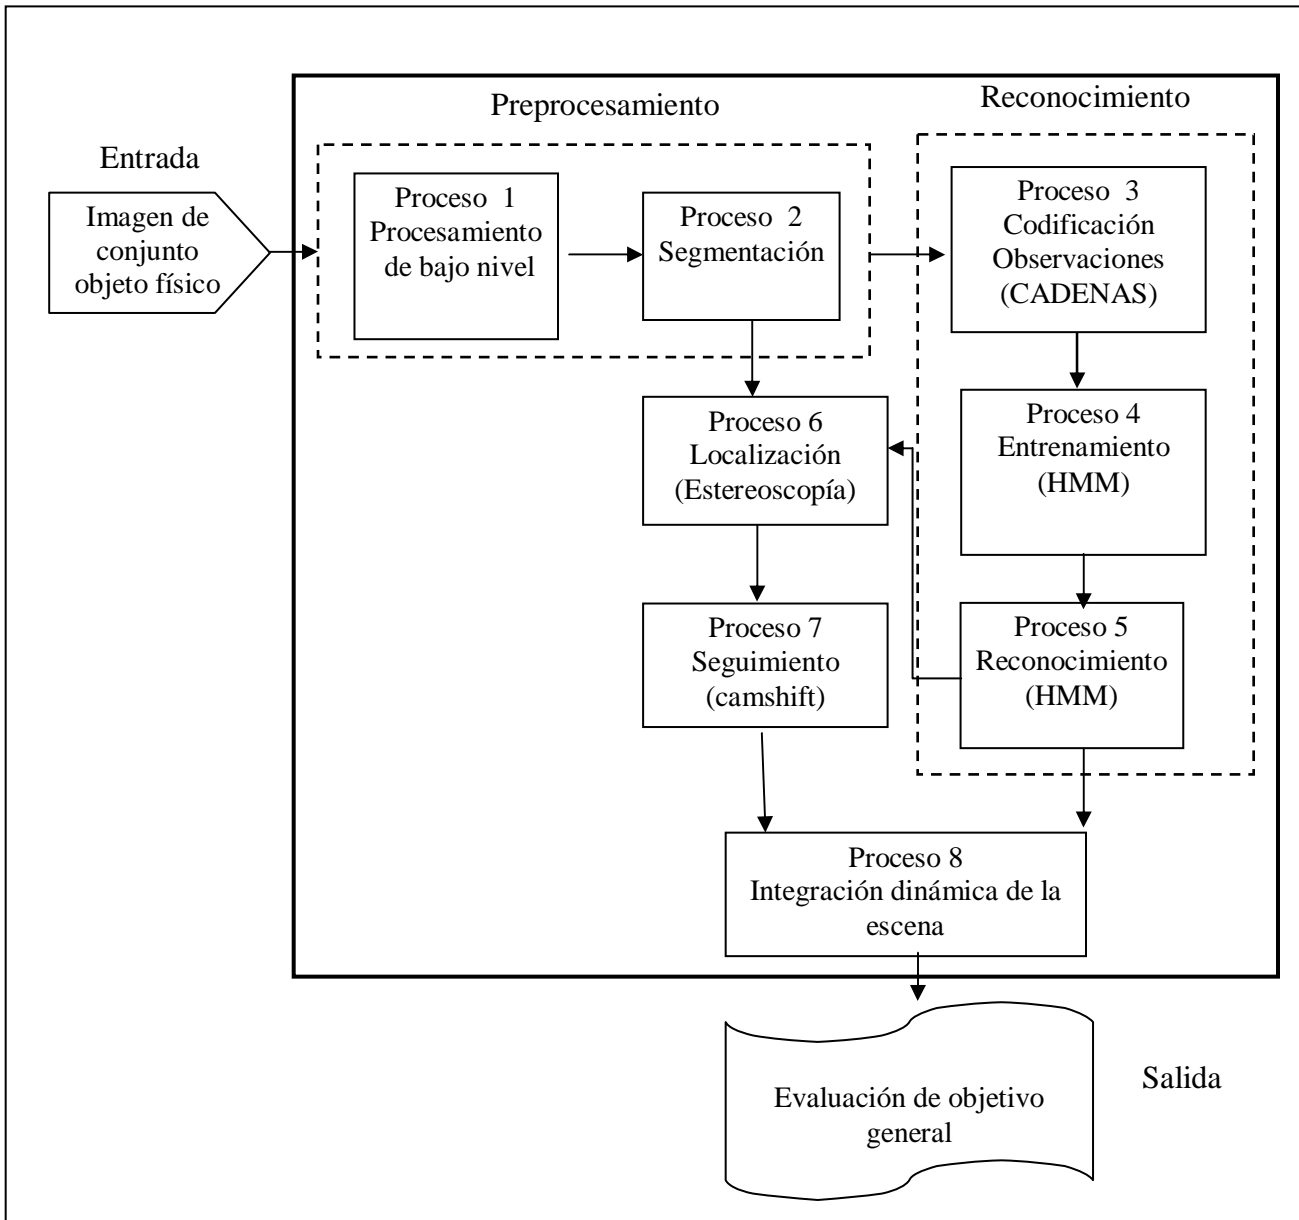 Preprocesamiento
Reconocimiento
Entrada
Imagen de
conjunto
objeto físico
Proceso 1
Procesamiento
de bajo nivel
Proceso 2
Segmentación
Proceso 3
Codificación
Observaciones
(CADENAS)
Proceso 4
Entrenamiento
(HMM)
Proceso 5
Reconocimiento
(HMM)
Proceso 6
Localización
(Estereoscopía)
Proceso 7
Seguimiento
(camshift)
Proceso 8
Integración dinámica de la
escena
Evaluación de objetivo
general
Salida